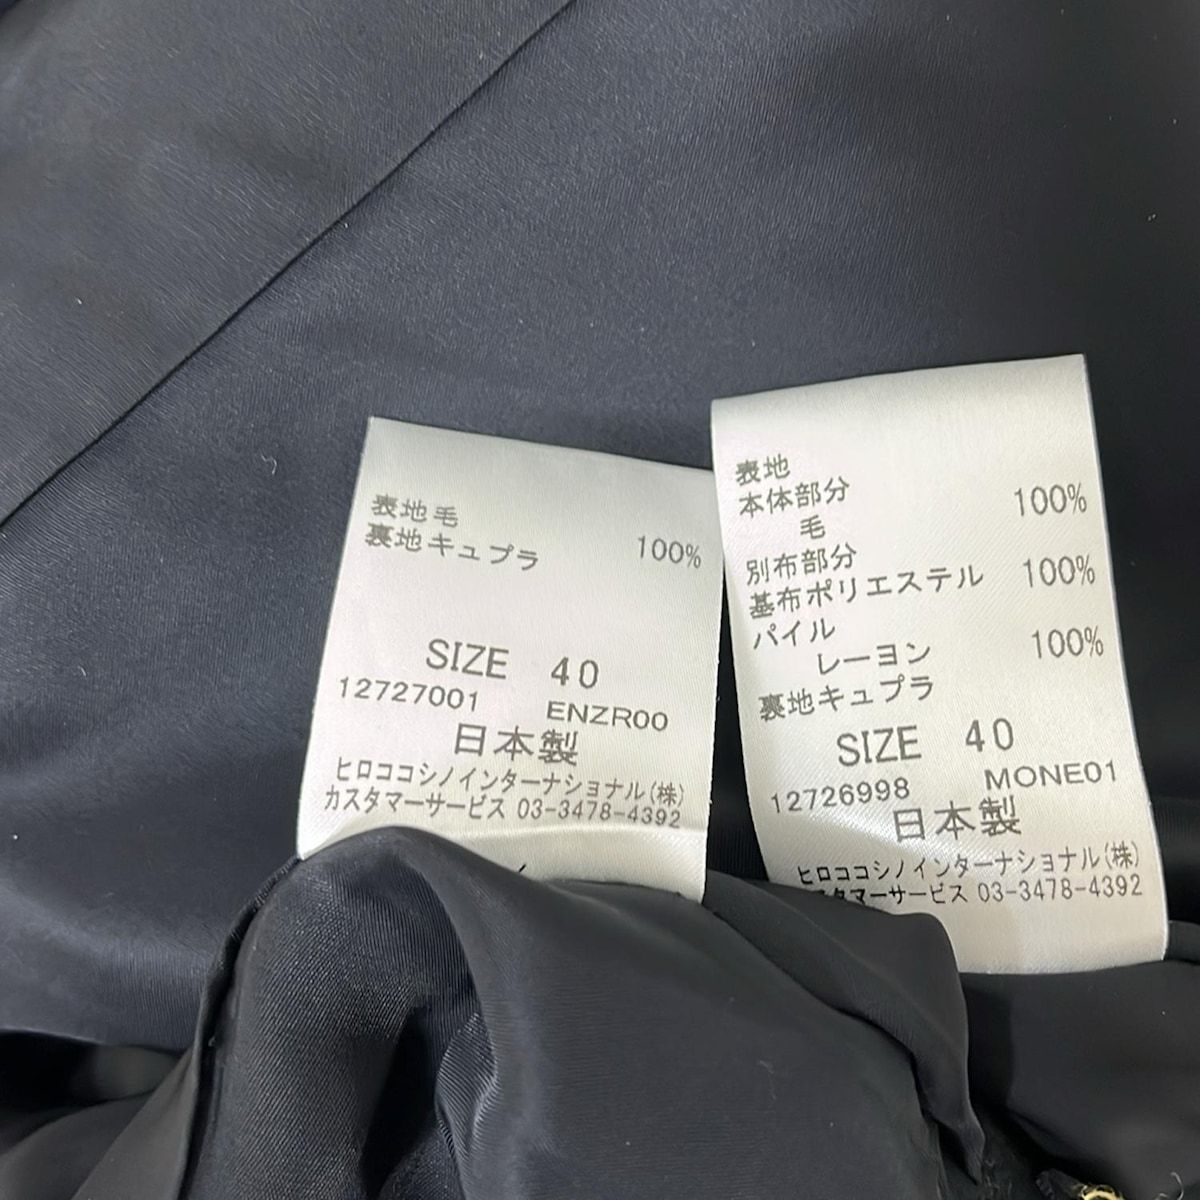 表地毛 100%
裏地キュプラ
SIZE 40
12727001 ENZR00
日本製
ヒロココシノインターナショナル(株)
カスタマーサービス 03-3478-4392
表地
本体部分
毛 100%
別布部分
基布ポリエステル 100%
パイル
レーヨン 100%
裏地キュプラ
SIZE 40
12726998 MONE01
日本製
ヒロココシノインターナショナル(株)
カスタマーサービス 03-3478-4392